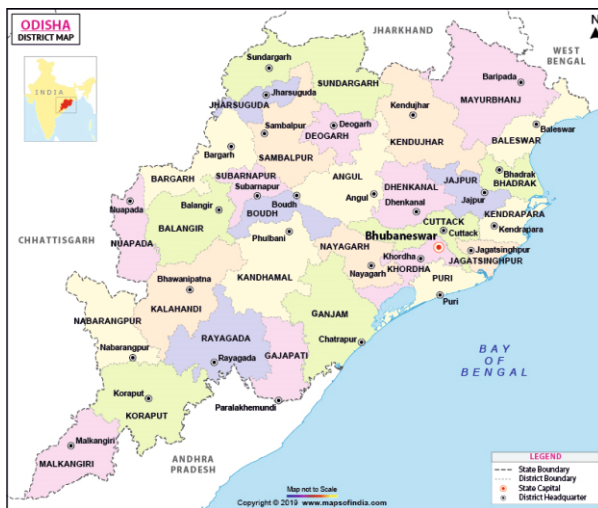 ODISHA
DISTRICT MAP
INDIA
N
JHARKHAND
WEST
BENGAL
Sundargarh
SUNDARGARH
Baripada
MAYURBHANJ
Jharsuguda
JHARSUGUDA
Kendujhar
KENDUJHAR
Sambalpur
Deogarh
DEOGARH
Baleswar
BALESWAR
Bargarh
SAMBALPUR
BARGARH
SUBARNAPUR
Subarnapur
ANGUL
Angul
DHENKANAL
Dhenkanal
JAJPUR
Jajpur
Bhadrak
BHADRAK
Nuapada
NUAPADA
Balangir
BALANGIR
Boudh
BOUDH
KENDRAPARA
Kendrapara
CUTTACK
Cuttack
Bhubaneswar
CHHATTISGARH
Phulbani
KANDHAMAL
NAYAGARH
Nayagarh
Khordha
KHORDHA
Jagatsinghpur
JAGATSINGHPUR
PURI
Puri
Bhawanipatna
KALAHANDI
NABARANGPUR
Nabarangpur
RAYAGADA
Rayagada
GANJAM
Chatrapur
GAJAPATI
Paralakhemundi
BAY
OF
BENGAL
Koraput
KORAPUT
Malkangiri
MALKANGIRI
ANDHRA
PRADESH
LEGEND
State Boundary
District Boundary
State Capital
District Headquarter
Map not to Scale
Copyright © 2019 www.mapsofindia.com